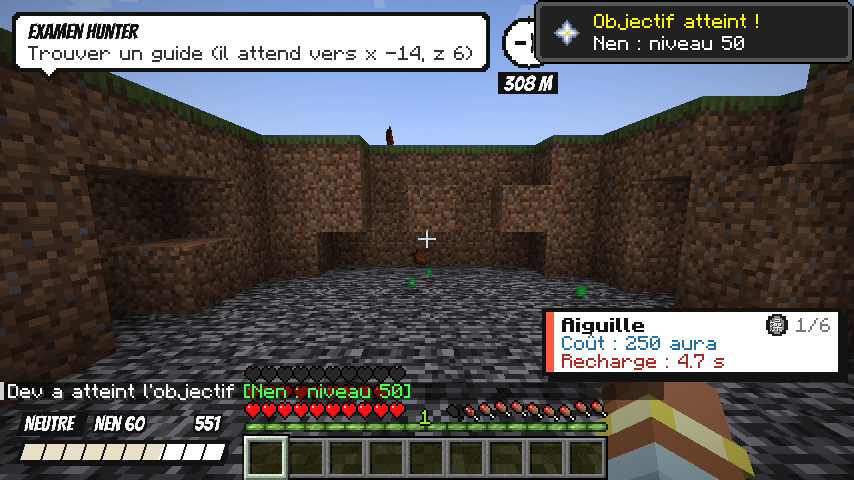 EXAMEN HUNTER
Trouver un guide (il attend vers x -14, z 6)
308 M
Objectif atteint !
Nen : niveau 50
Aiguille
1/6
Coût : 250 aura
Recharge : 4.7 s
Dev a atteint l'objectif [Nen : niveau 50]
NEUTRE NEN 60 551
1